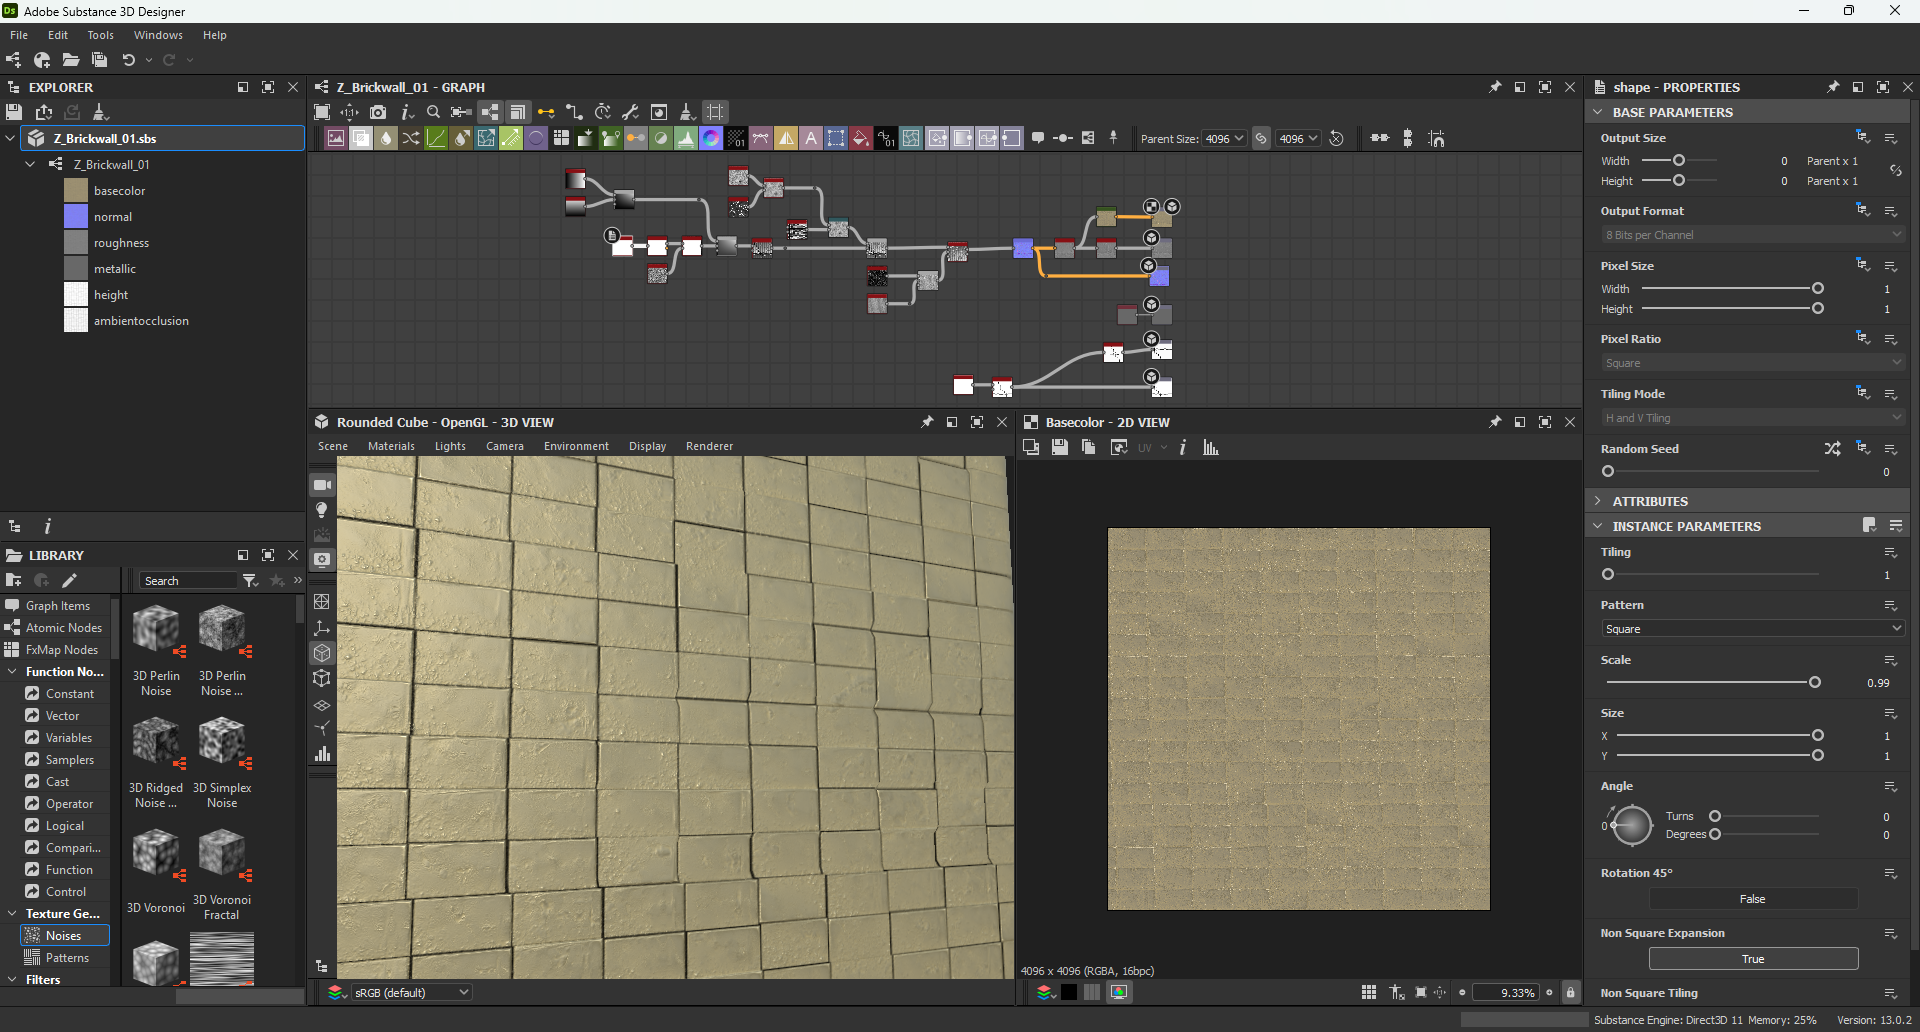 Ds Adobe Substance 3D Designer
File Edit Tools Windows Help
EXPLORER
Z_Brickwall_01.sbs
Z_Brickwall_01
basecolor
normal
roughness
metallic
height
ambientocclusion
LIBRARY
Search
Graph Items
Atomic Nodes
FxMap Nodes
Function No...
Constant
Vector
Variables
Samplers
Cast
Operator
Logical
Compari...
Function
Control
Texture Ge...
Noises
Patterns
Filters
3D Perlin Noise
3D Perlin Noise ...
3D Ridged Noise ...
3D Simplex Noise
3D Voronoi
3D Voronoi Fractal
Z_Brickwall_01 - GRAPH
Parent Size: 4096 4096
Rounded Cube - OpenGL - 3D VIEW
Scene Materials Lights Camera Environment Display Renderer
sRGB (default)
Basecolor - 2D VIEW
UV
4096 x 4096 (RGBA, 16bpc)
9.33%
shape - PROPERTIES
BASE PARAMETERS
Output Size
Width 0 Parent x 1
Height 0 Parent x 1
Output Format
8 Bits per Channel
Pixel Size
Width 1
Height 1
Pixel Ratio
Square
Tiling Mode
H and V Tiling
Random Seed
0
ATTRIBUTES
INSTANCE PARAMETERS
Tiling
1
Pattern
Square
Scale
0.99
Size
X 1
Y 1
Angle
0 Turns 0
Degrees 0
Rotation 45°
False
Non Square Expansion
True
Non Square Tiling
Substance Engine: Direct3D 11 Memory: 25% Version: 13.0.2